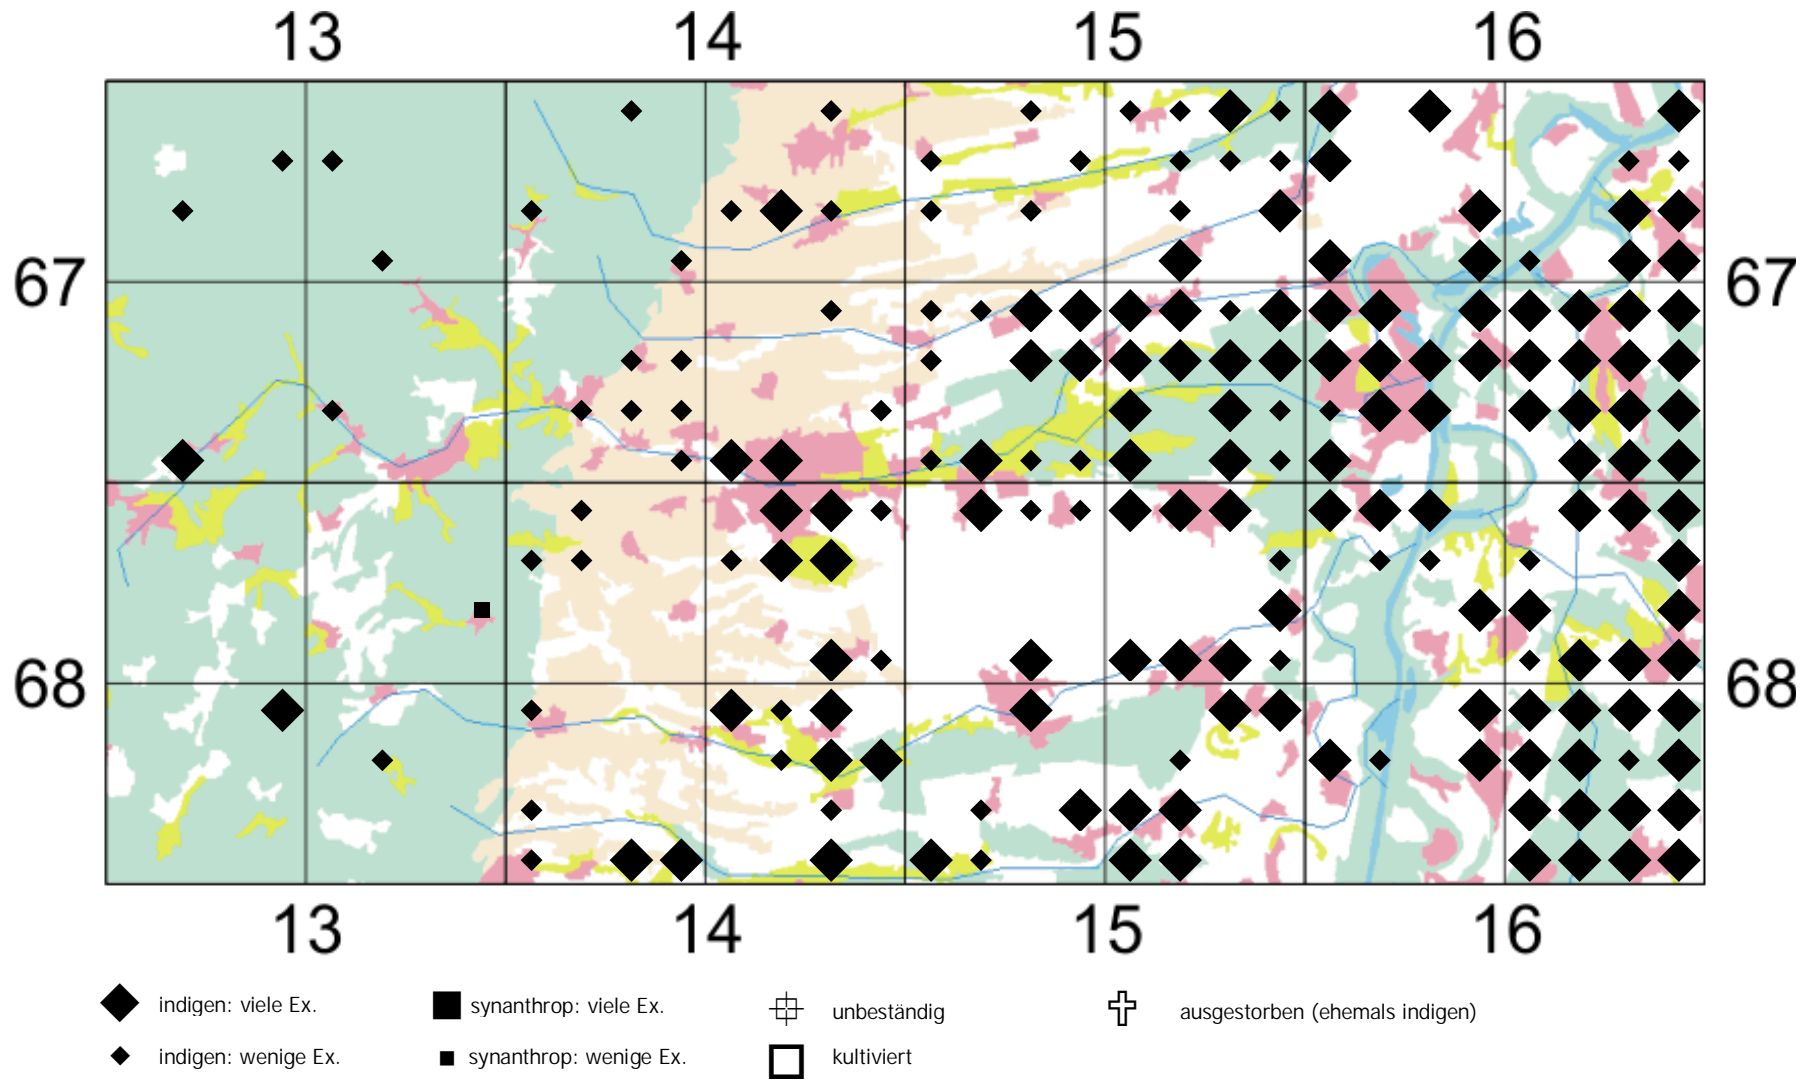 13 14 15 16
67 67
68 68
13 14 15 16
indigen: viele Ex. synanthrop: viele Ex. unbeständig ausgestorben (ehemals indigen)
indigen: wenige Ex. synanthrop: wenige Ex. kultiviert